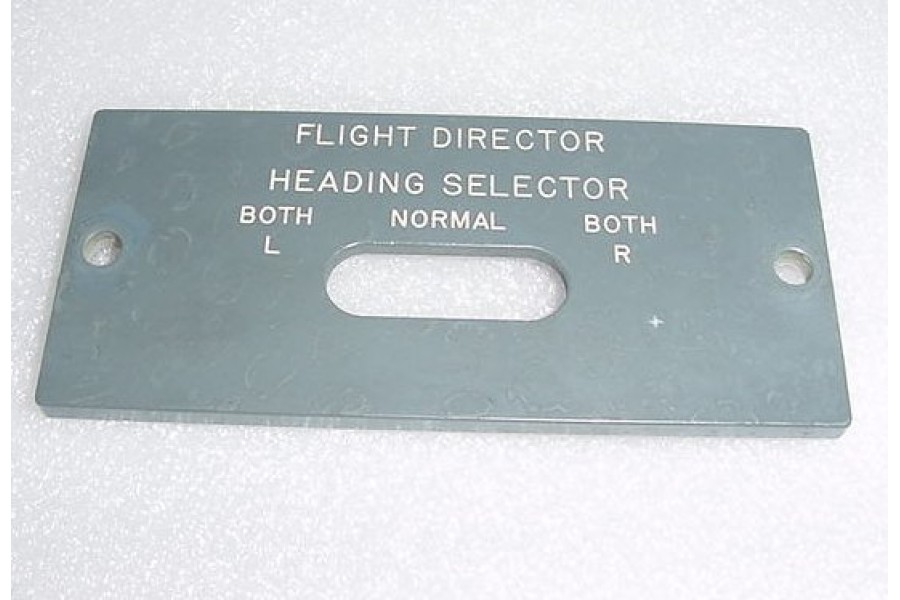 FLIGHT DIRECTOR
HEADING SELECTOR
BOTH NORMAL BOTH
L R